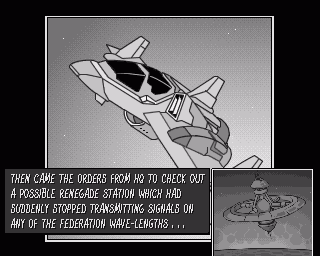 THEN CAME THE ORDERS FROM HQ TO CHECK OUT
A POSSIBLE RENEGADE STATION WHICH HAD
SUDDENLY STOPPED TRANSMITTING SIGNALS ON
ANY OF THE FEDERATION WAVE-LENGTHS...